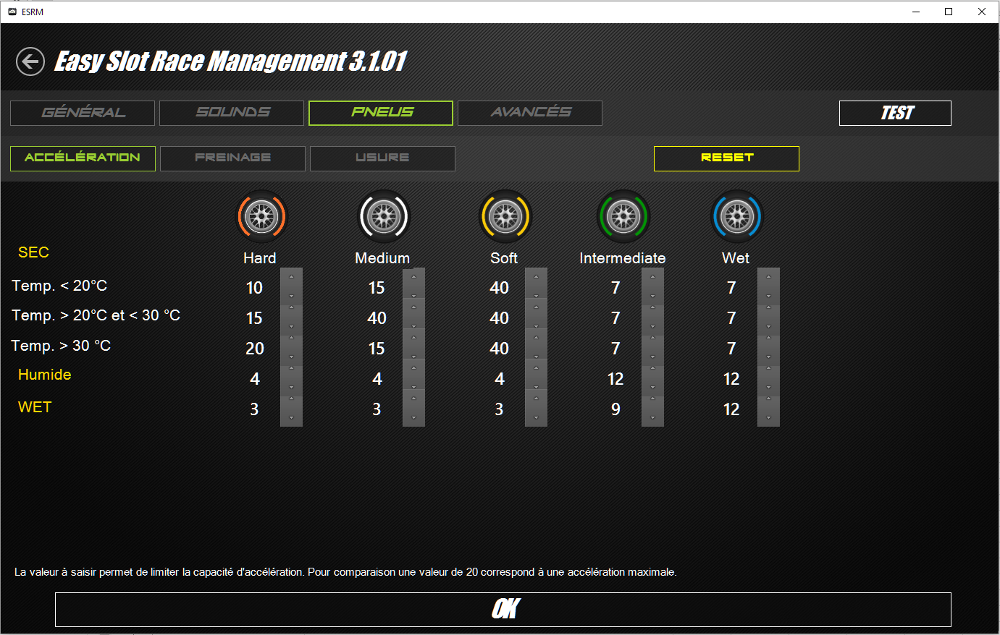 ESRM
Easy Slot Race Management 3.1.01
GÉNÉRAL SOUNDS PNEUS AVANCÉS TEST
ACCÉLÉRATION FREINAGE USURE RESET
SEC Hard Medium Soft Intermediate Wet
Temp. < 20°C 10 15 40 7 7
Temp. > 20°C et < 30 °C 15 40 40 7 7
Temp. > 30 °C 20 15 40 7 7
Humide 4 4 4 12 12
WET 3 3 3 9 12
La valeur à saisir permet de limiter la capacité d'accélération. Pour comparaison une valeur de 20 correspond à une accélération maximale.
OK